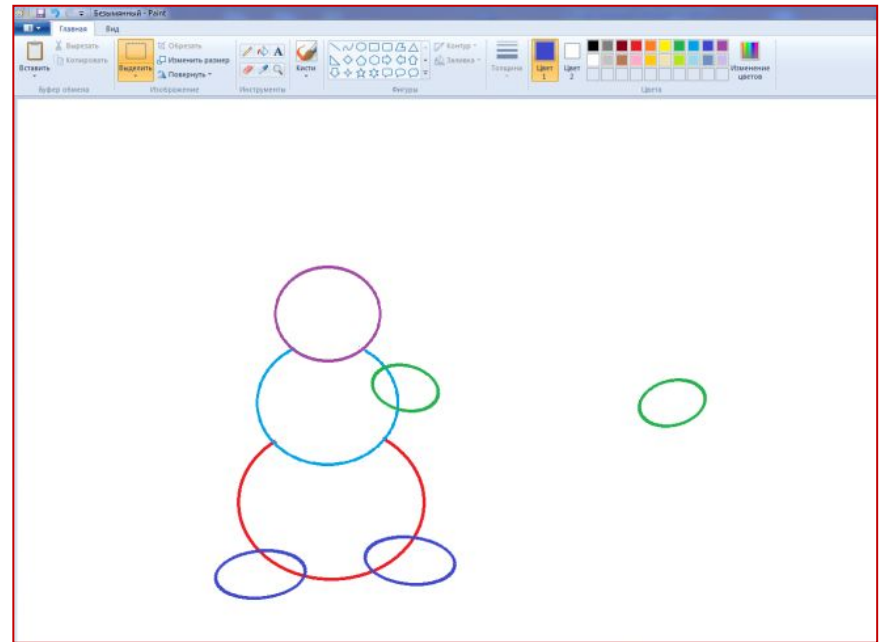 Безымянный - Paint
Главная Вид
Вставить
Вырезать
Копировать
Буфер обмена
Выделить
Обрезать
Изменить размер
Повернуть
Изображение
A
Инструменты
Кисти
Фигуры
Контур
Заливка
Толщина
Цвет 1
Цвет 2
Изменение цветов
Цвета